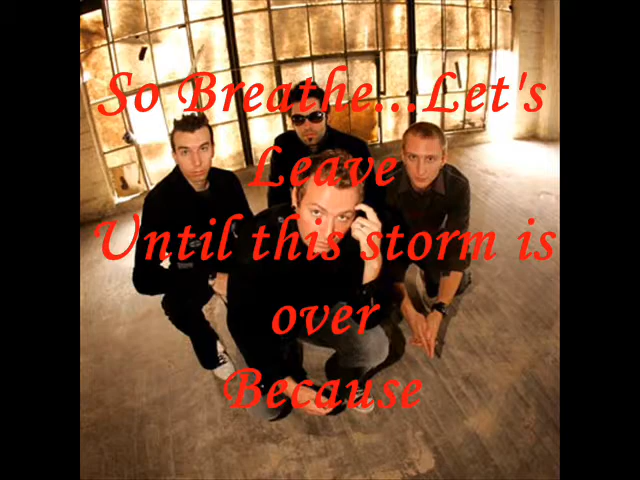 So Breathe...Let's
Leave
Until this storm is
over
Because